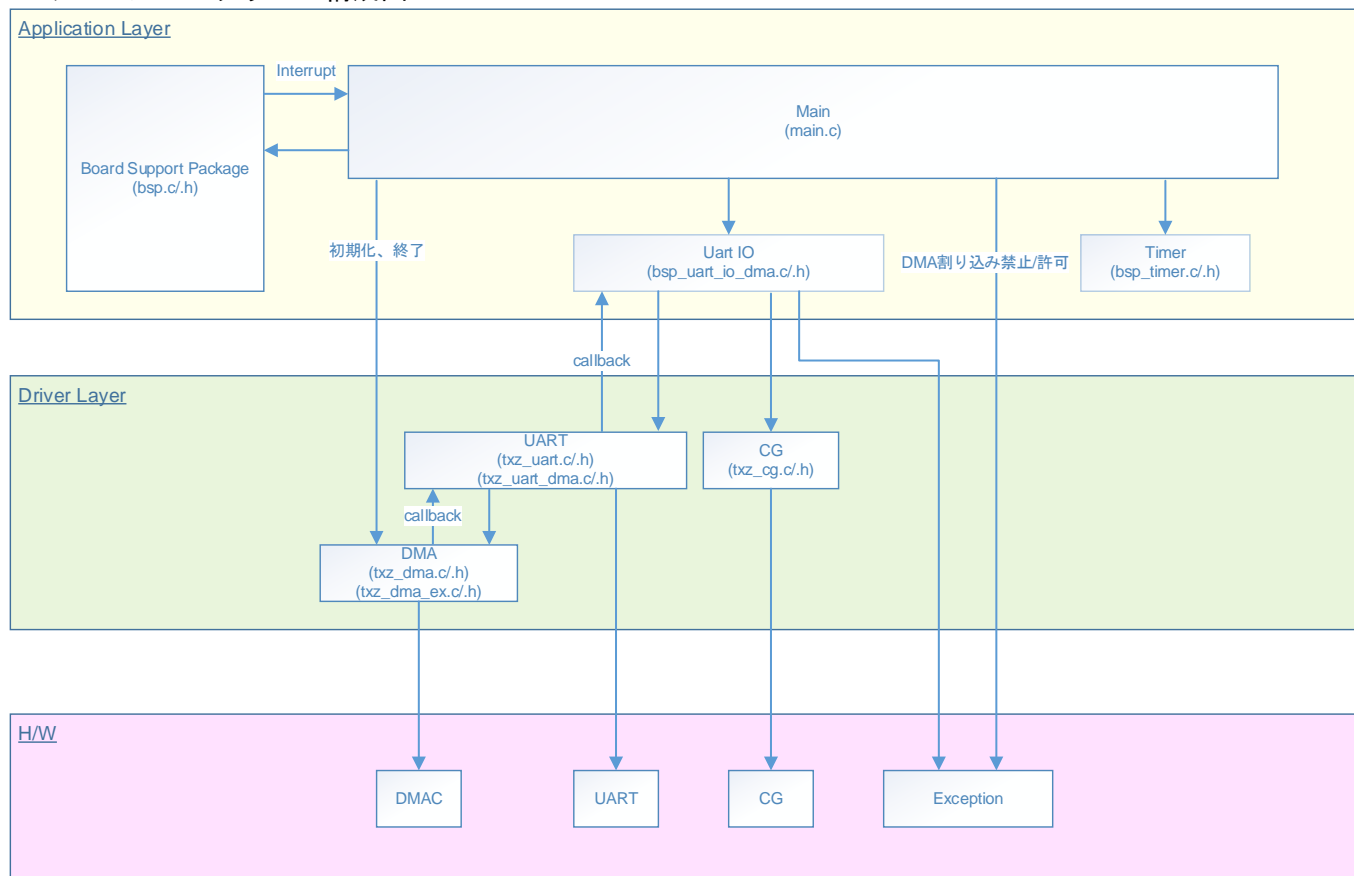 Application Layer
Interrupt
Main
(main.c)
Board Support Package
(bsp.c/.h)
初期化、終了
Uart IO
(bsp_uart_io_dma.c/.h)
DMA割り込み禁止/許可
Timer
(bsp_timer.c/.h)
callback
Driver Layer
UART
(txz_uart.c/.h)
(txz_uart_dma.c/.h)
CG
(txz_cg.c/.h)
callback
DMA
(txz_dma.c/.h)
(txz_dma_ex.c/.h)
H/W
DMAC
UART
CG
Exception